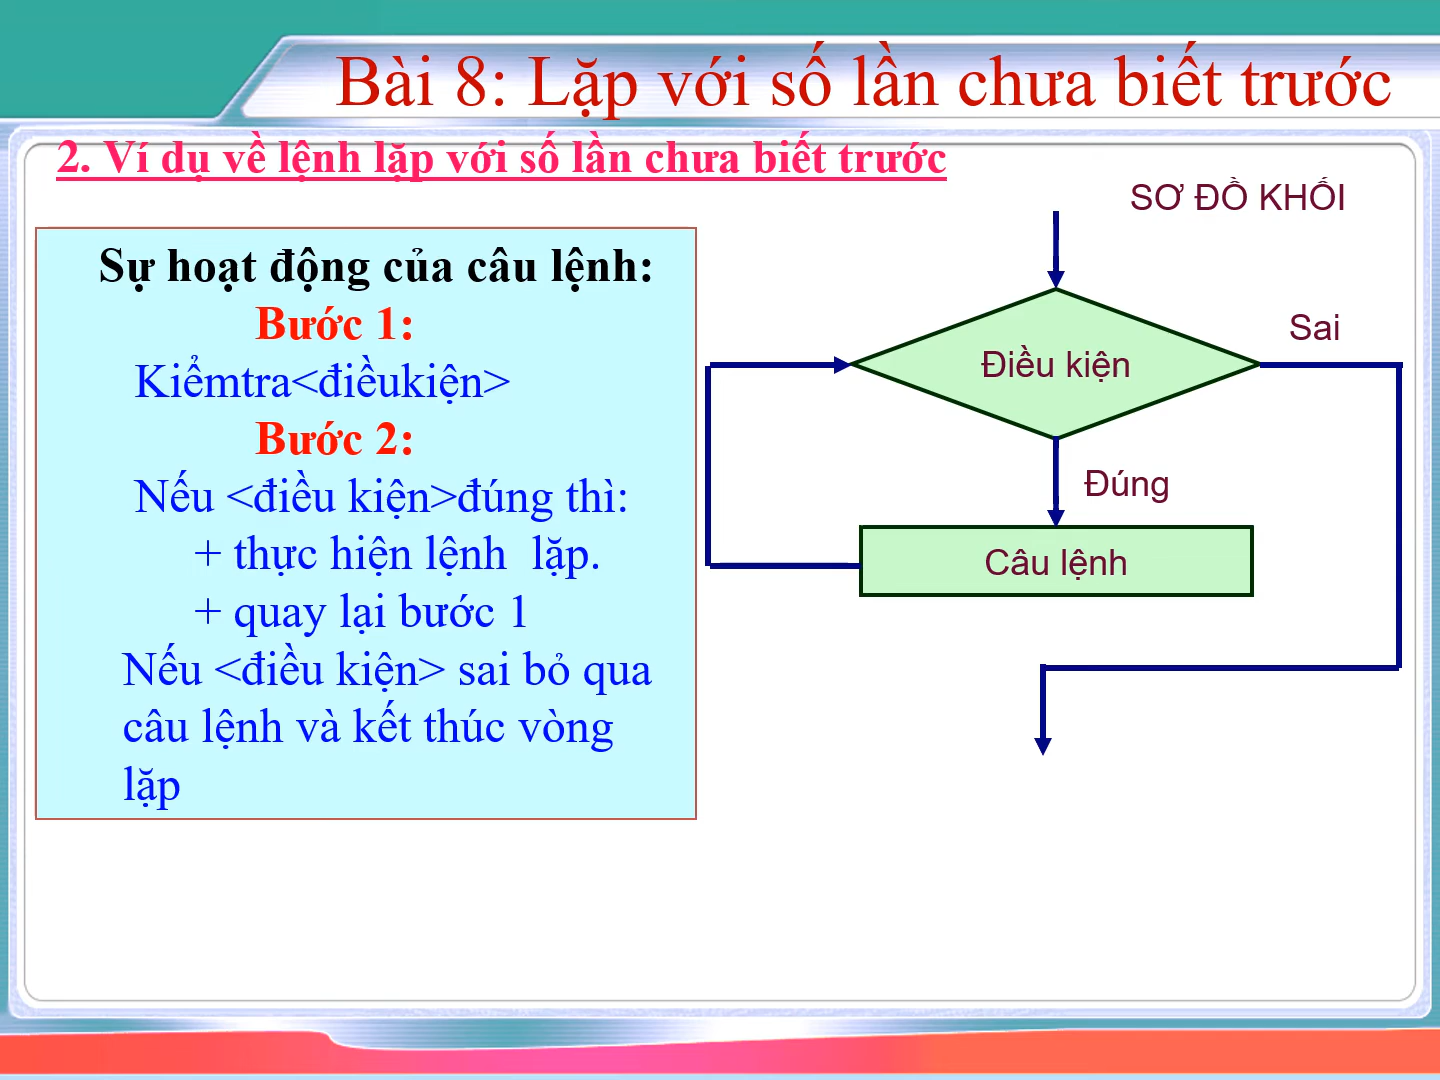 Bài 8: Lặp với số lần chưa biết trước
2. Ví dụ về lệnh lặp với số lần chưa biết trước
Sự hoạt động của câu lệnh:
Bước 1:
Kiểmtra<điềukiện>
Bước 2:
Nếu <điều kiện>đúng thì:
+ thực hiện lệnh lặp.
+ quay lại bước 1
Nếu <điều kiện> sai bỏ qua
câu lệnh và kết thúc vòng
lặp
SƠ ĐỒ KHỐI
Sai
Điều kiện
Đúng
Câu lệnh